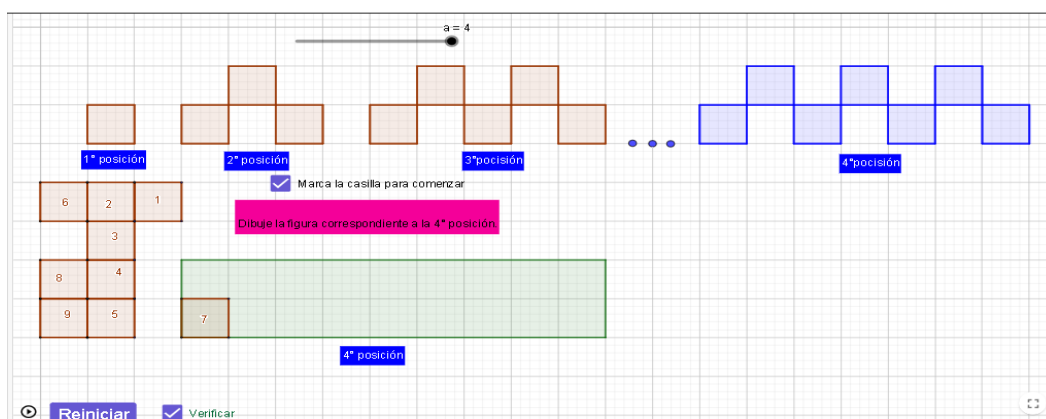 a = 4
1° posición
2° posición
3°pocisión
4°pocisión
Marca la casilla para comenzar
6 2 1
Dibuje la figura correspondiente a la 4° posición.
3
8 4
9 5 7
4° posición
Reiniciar
Verificar